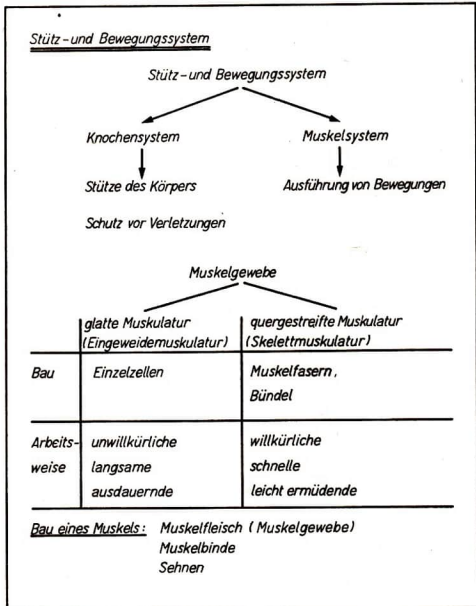 Stütz- und Bewegungssystem
Stütz- und Bewegungssystem
Knochensystem Muskelsystem
Stütze des Körpers Ausführung von Bewegungen
Schutz vor Verletzungen
Muskelgewebe
glatte Muskulatur quergestreifte Muskulatur
(Eingeweidemuskulatur) (Skelettmuskulatur)
Bau Einzelzellen Muskelfasern,
Bündel
Arbeits- unwillkürliche willkürliche
weise langsame schnelle
ausdauernde leicht ermüdende
Bau eines Muskels: Muskelfleisch (Muskelgewebe)
Muskelbinde
Sehnen